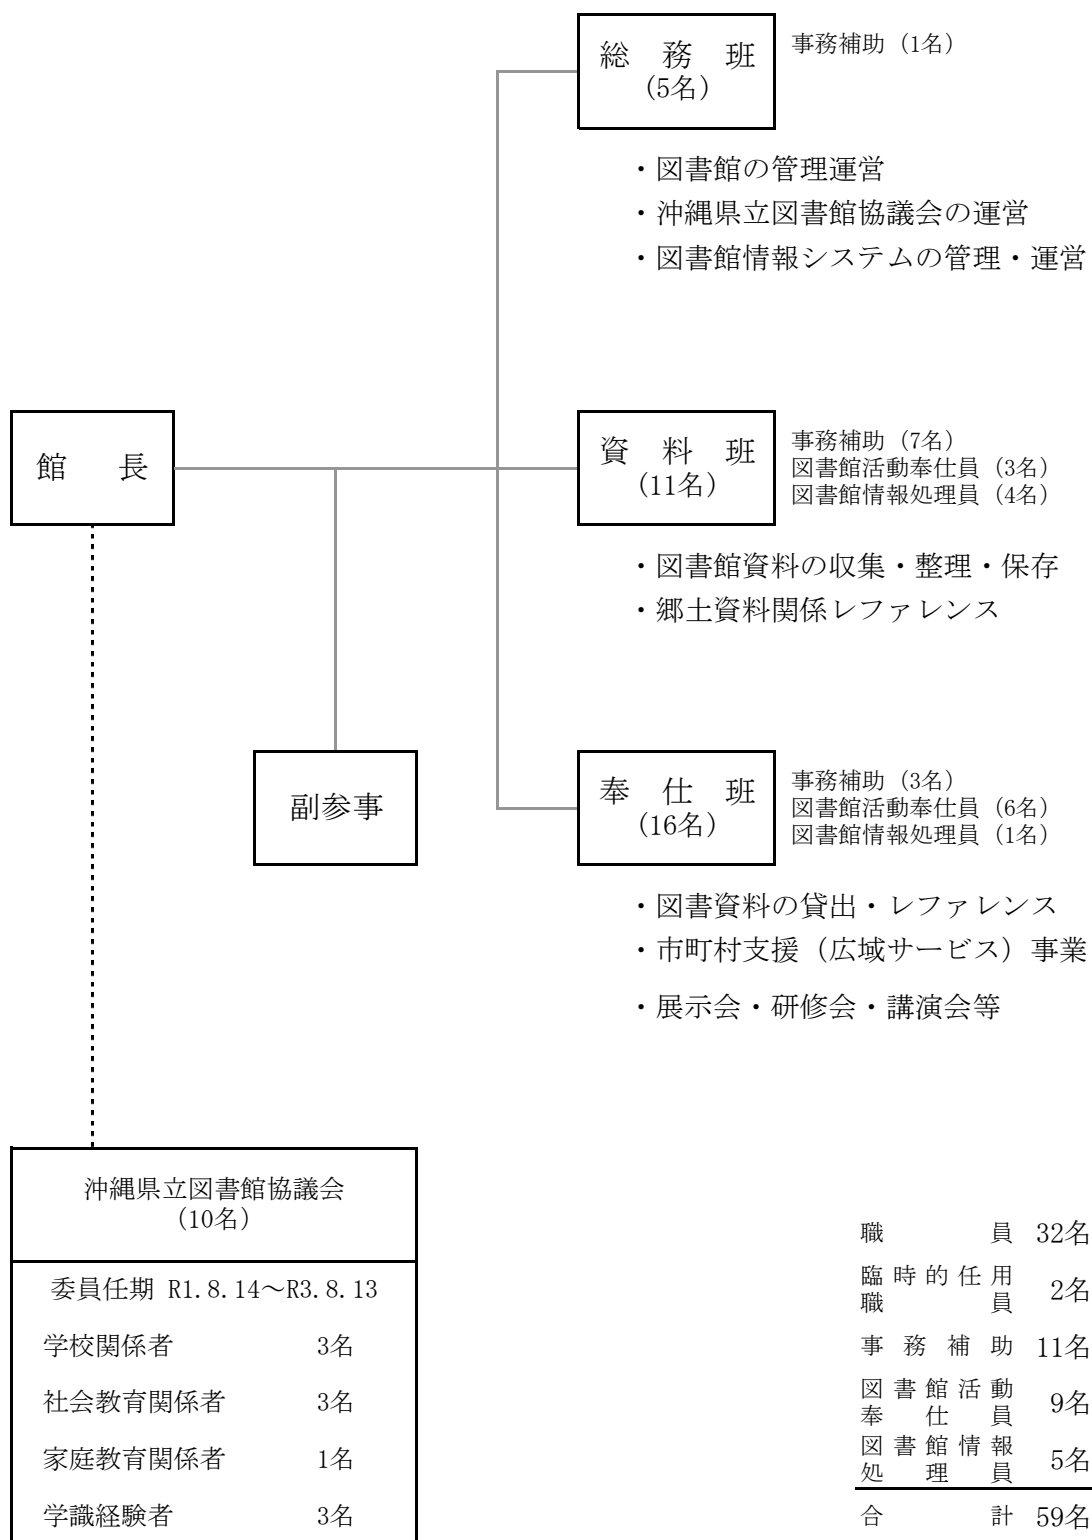 総務班
(5名)
事務補助 (1名)
・図書館の管理運営
・沖縄県立図書館協議会の運営
・図書館情報システムの管理・運営
館長
資料班
(11名)
事務補助 (7名)
図書館活動奉仕員 (3名)
図書館情報処理員 (4名)
・図書館資料の収集・整理・保存
・郷土資料関係レファレンス
副参事
奉仕班
(16名)
事務補助 (3名)
図書館活動奉仕員 (6名)
図書館情報処理員 (1名)
・図書資料の貸出・レファレンス
・市町村支援（広域サービス）事業
・展示会・研修会・講演会等
沖縄県立図書館協議会
(10名)
委員任期 R1.8.14～R3.8.13
学校関係者 3名
社会教育関係者 3名
家庭教育関係者 1名
学識経験者 3名
職員 32名
臨時的任用
職員 2名
事務補助 11名
図書館活動
奉仕員 9名
図書館情報
処理員 5名
合計 59名